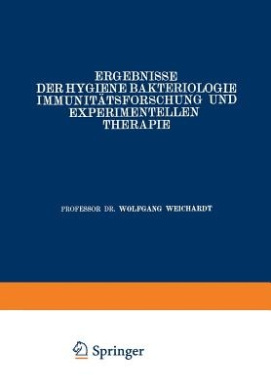 ERGEBNISSE
DER HYGIENE BAKTERIOLOGIE
IMMUNITÄTSFORSCHUNG UND
EXPERIMENTELLEN
THERAPIE
PROFESSOR DR. WOLFGANG WEICHARDT
Springer